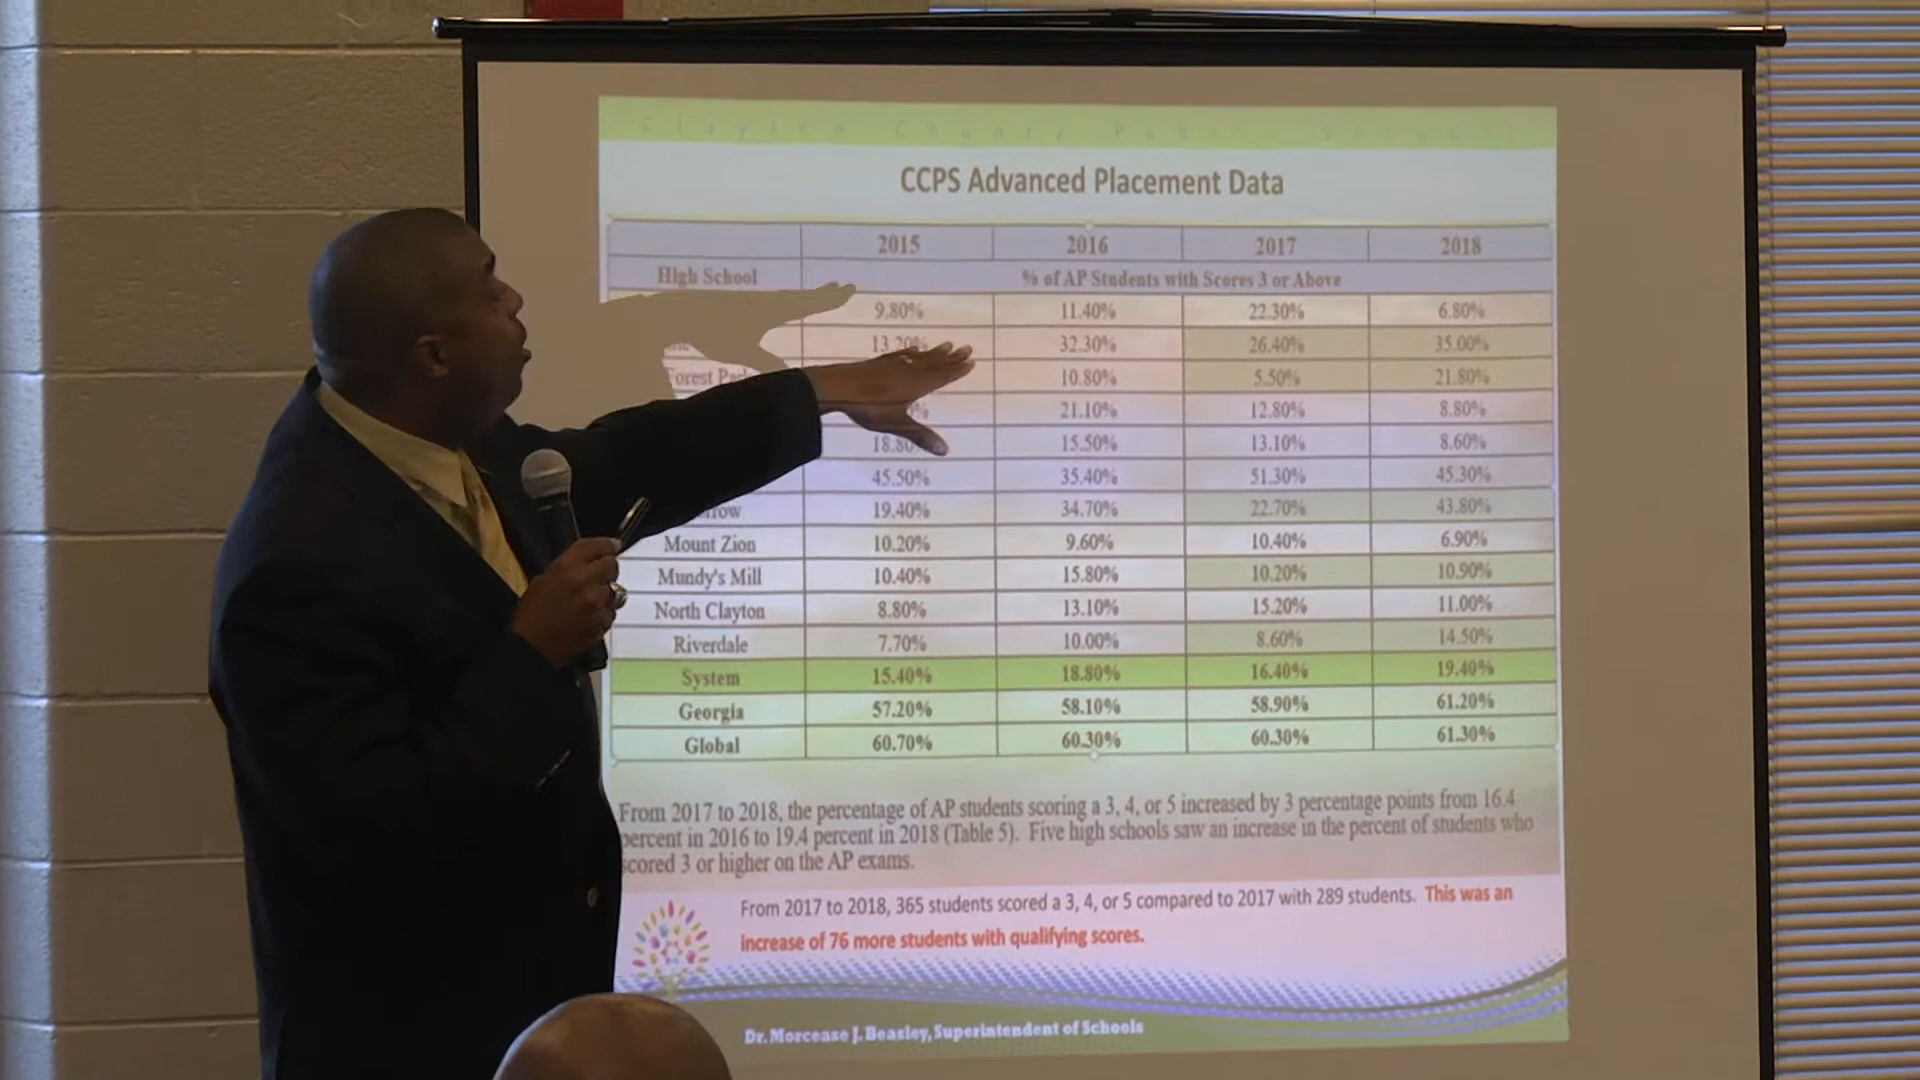 Clayton County Pub
CCPS Advanced Placement Data
2015 2016 2017 2018
High School % of AP Students with Scores 3 or Above
9.80% 11.40% 22.30% 6.80%
13.20% 32.30% 26.40% 35.00%
Forest Park 10.80% 5.50% 21.80%
21.10% 12.80% 8.80%
15.50% 13.10% 8.60%
45.50% 35.40% 51.30% 45.30%
19.40% 34.70% 22.70% 43.80%
Mount Zion 10.20% 9.60% 10.40% 6.90%
Mundy's Mill 10.40% 15.80% 10.20% 10.90%
North Clayton 8.80% 13.10% 15.20% 11.00%
Riverdale 7.70% 10.00% 8.60% 14.50%
System 15.40% 18.80% 16.40% 19.40%
Georgia 57.20% 58.10% 58.90% 61.20%
Global 60.70% 60.30% 60.30% 61.30%
From 2017 to 2018, the percentage of AP students scoring a 3, 4, or 5 increased by 3 percentage points from 16.4
percent in 2016 to 19.4 percent in 2018 (Table 5). Five high schools saw an increase in the percent of students who
scored 3 or higher on the AP exams.
From 2017 to 2018, 365 students scored a 3, 4, or 5 compared to 2017 with 289 students. This was an
increase of 76 more students with qualifying scores.
Dr. Morcease J. Beasley, Superintendent of Schools